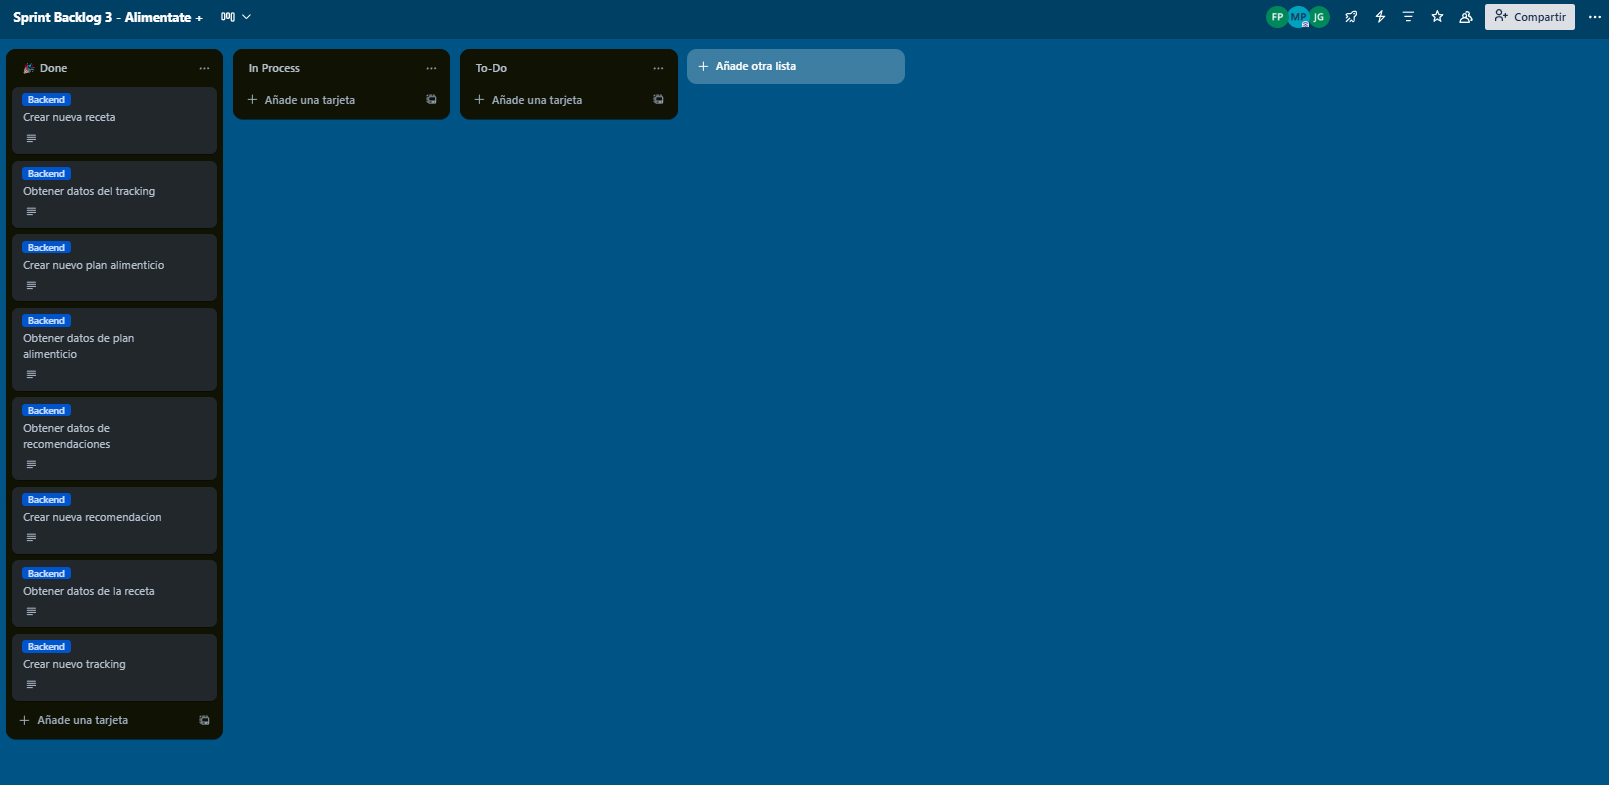 Sprint Backlog 3 - Alimentate +
FP MP JG
Compartir
Done
Backend
Crear nueva receta
Backend
Obtener datos del tracking
Backend
Crear nuevo plan alimenticio
Backend
Obtener datos de plan
alimenticio
Backend
Obtener datos de
recomendaciones
Backend
Crear nueva recomendacion
Backend
Obtener datos de la receta
Backend
Crear nuevo tracking
Añade una tarjeta
In Process
Añade una tarjeta
To-Do
Añade una tarjeta
Añade otra lista